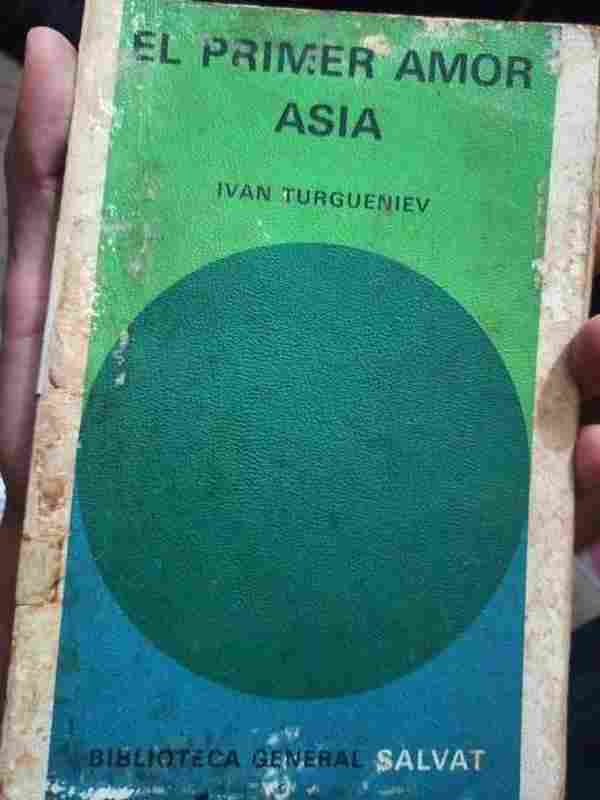 EL PRIMER AMOR
ASIA
IVAN TURGUENIEV
BIBLIOTECA GENERAL SALVAT